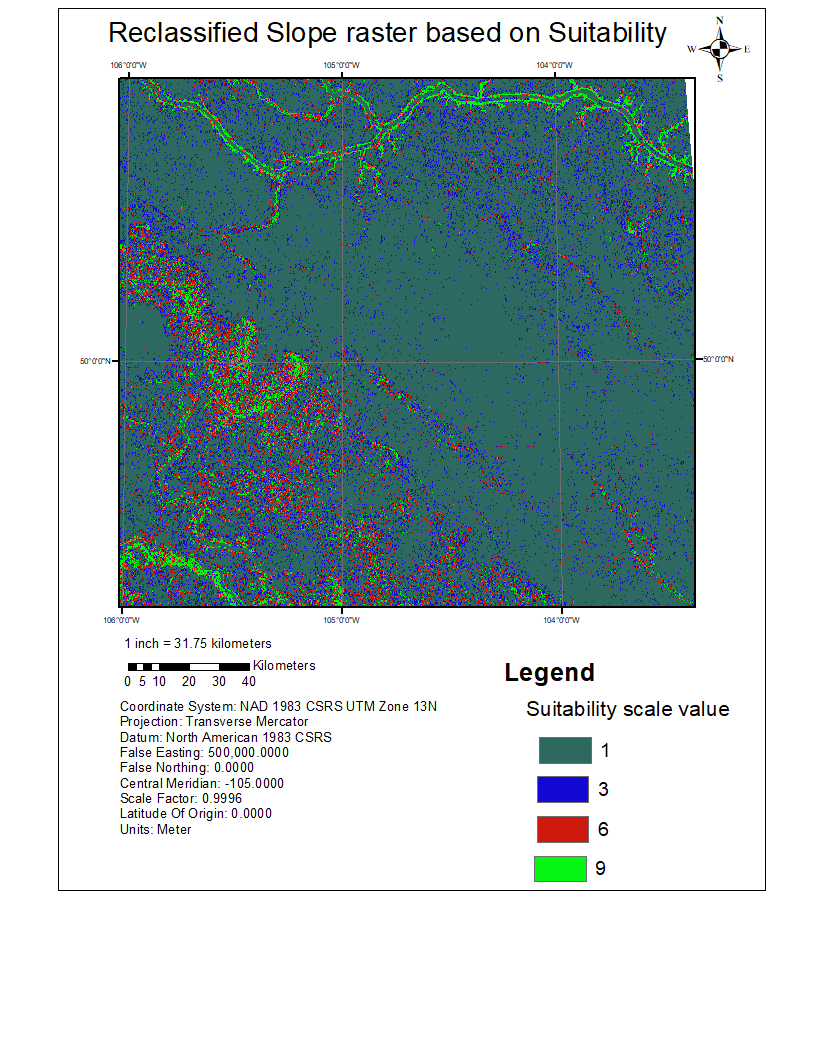 Reclassified Slope raster based on Suitability
N
W E
S
106°0'0"W 105°0'0"W 104°0'0"W
50°0'0"N 50°0'0"N
106°0'0"W 105°0'0"W 104°0'0"W
1 inch = 31.75 kilometers
Kilometers
0 5 10 20 30 40
Coordinate System: NAD 1983 CSRS UTM Zone 13N
Projection: Transverse Mercator
Datum: North American 1983 CSRS
False Easting: 500,000.0000
False Northing: 0.0000
Central Meridian: -105.0000
Scale Factor: 0.9996
Latitude Of Origin: 0.0000
Units: Meter
Legend
Suitability scale value
1
3
6
9